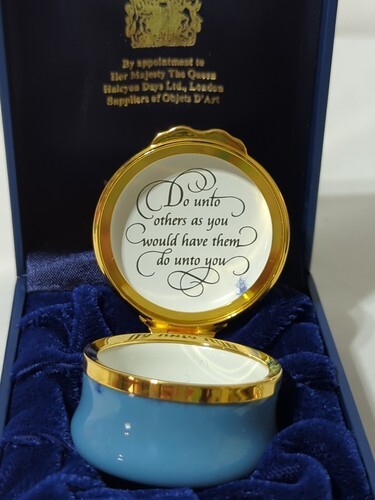 By appointment to
Her Majesty The Queen
Halcyon Days Ltd., London
Suppliers of Objets D'Art
Do unto
others as you
would have them
do unto you